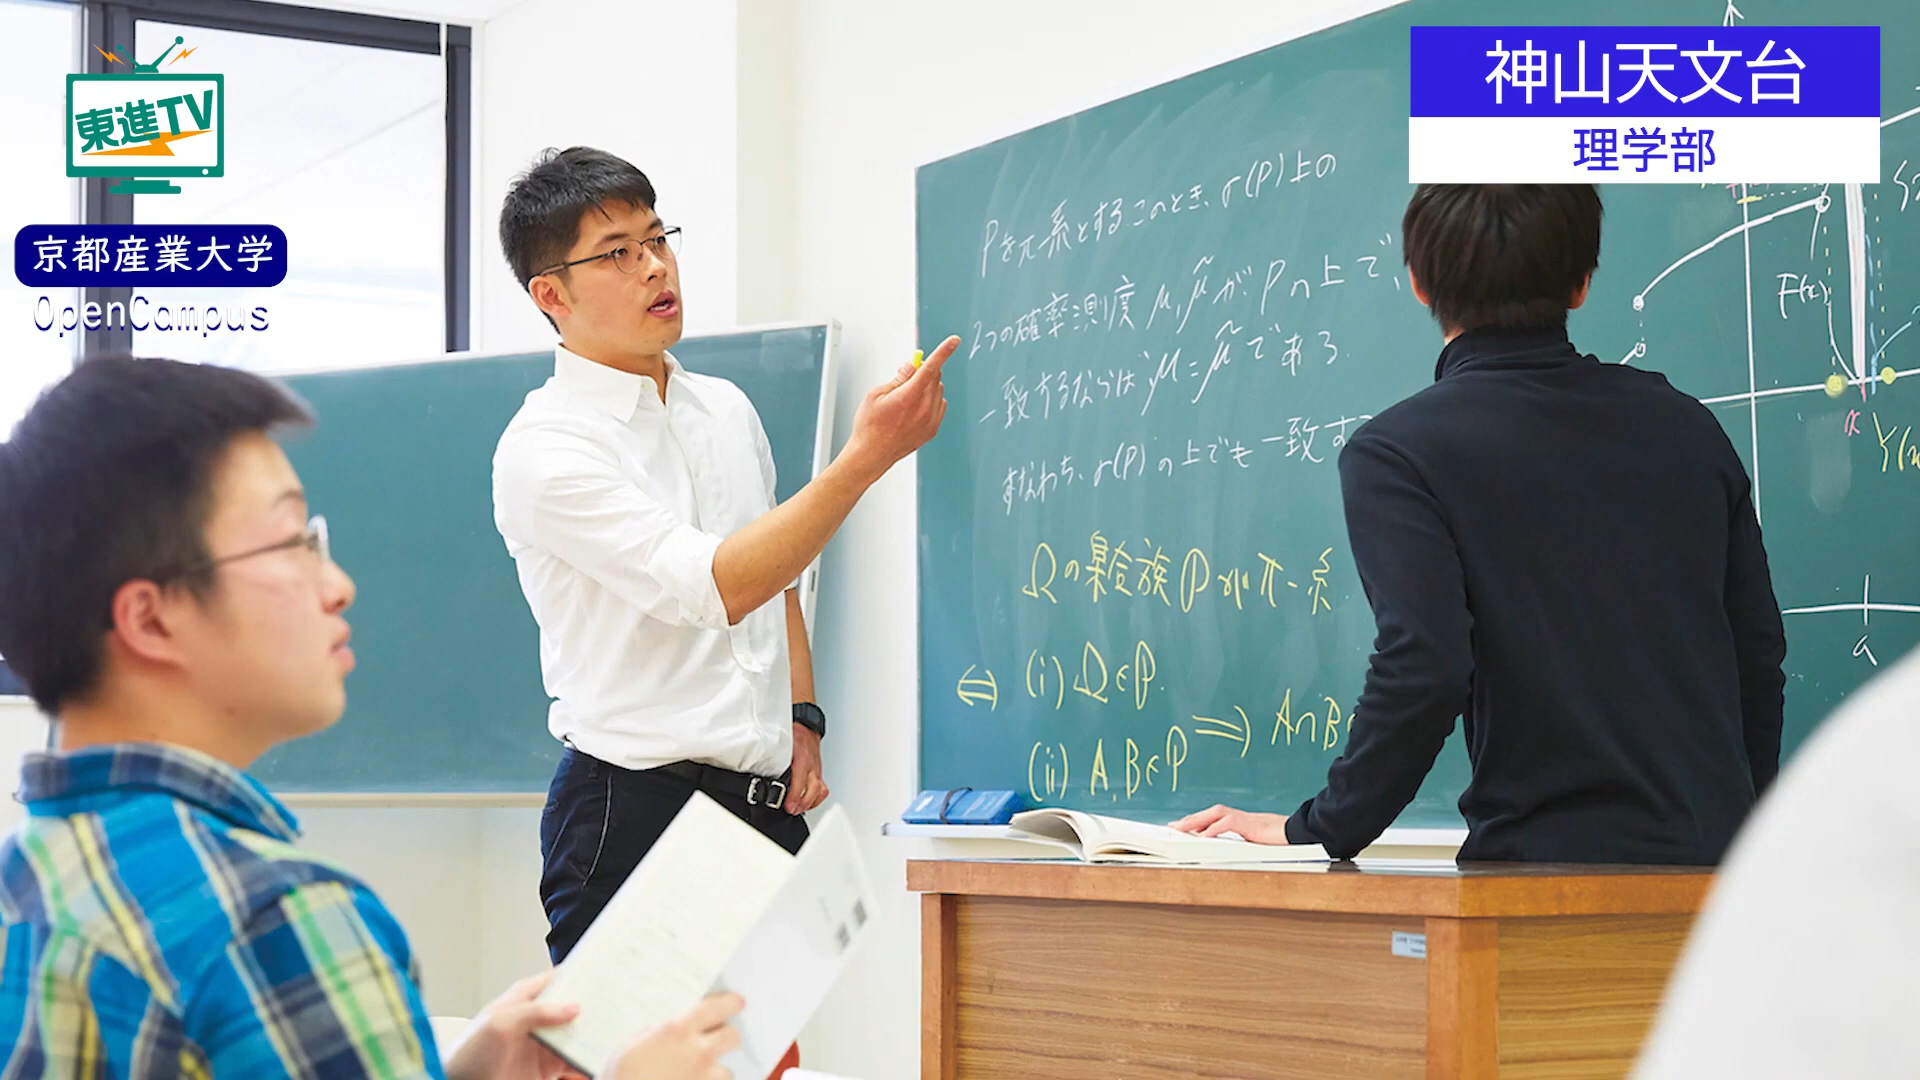 東進TV
京都産業大学
OpenCampus
神山天文台
理学部
Pをπ-系とするこのとき、σ(P)上の
2つの確率測度 μ, μ̃ が P の上で、
一致するならば μ = μ̃ である.
すなわち、σ(P) の上でも一致す
Ωの集合族 P がπ-系
⇔ (i) Ω∈P.
(ii) A, B∈P ⇒ A∩B∈
F(x)
x
a